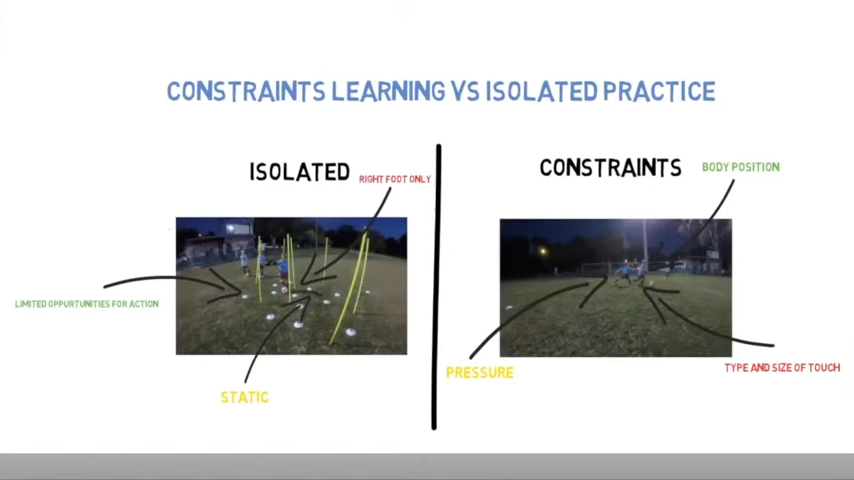 CONSTRAINTS LEARNING VS ISOLATED PRACTICE
ISOLATED
RIGHT FOOT ONLY
LIMITED OPPURTUNITIES FOR ACTION
STATIC
CONSTRAINTS
BODY POSITION
PRESSURE
TYPE AND SIZE OF TOUCH